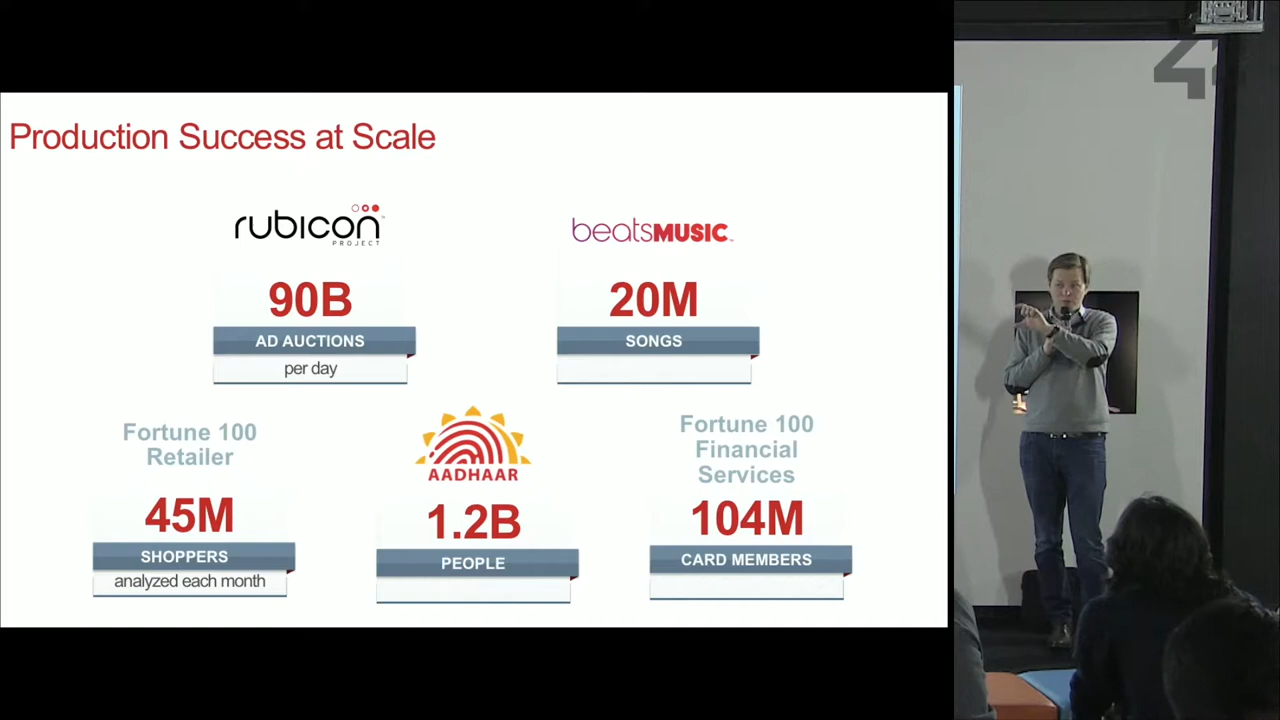 Production Success at Scale
rubicon
PROJECT
beatsMUSIC
90B
AD AUCTIONS
per day
20M
SONGS
Fortune 100
Retailer
45M
SHOPPERS
analyzed each month
AADHAAR
1.2B
PEOPLE
Fortune 100
Financial
Services
104M
CARD MEMBERS
42